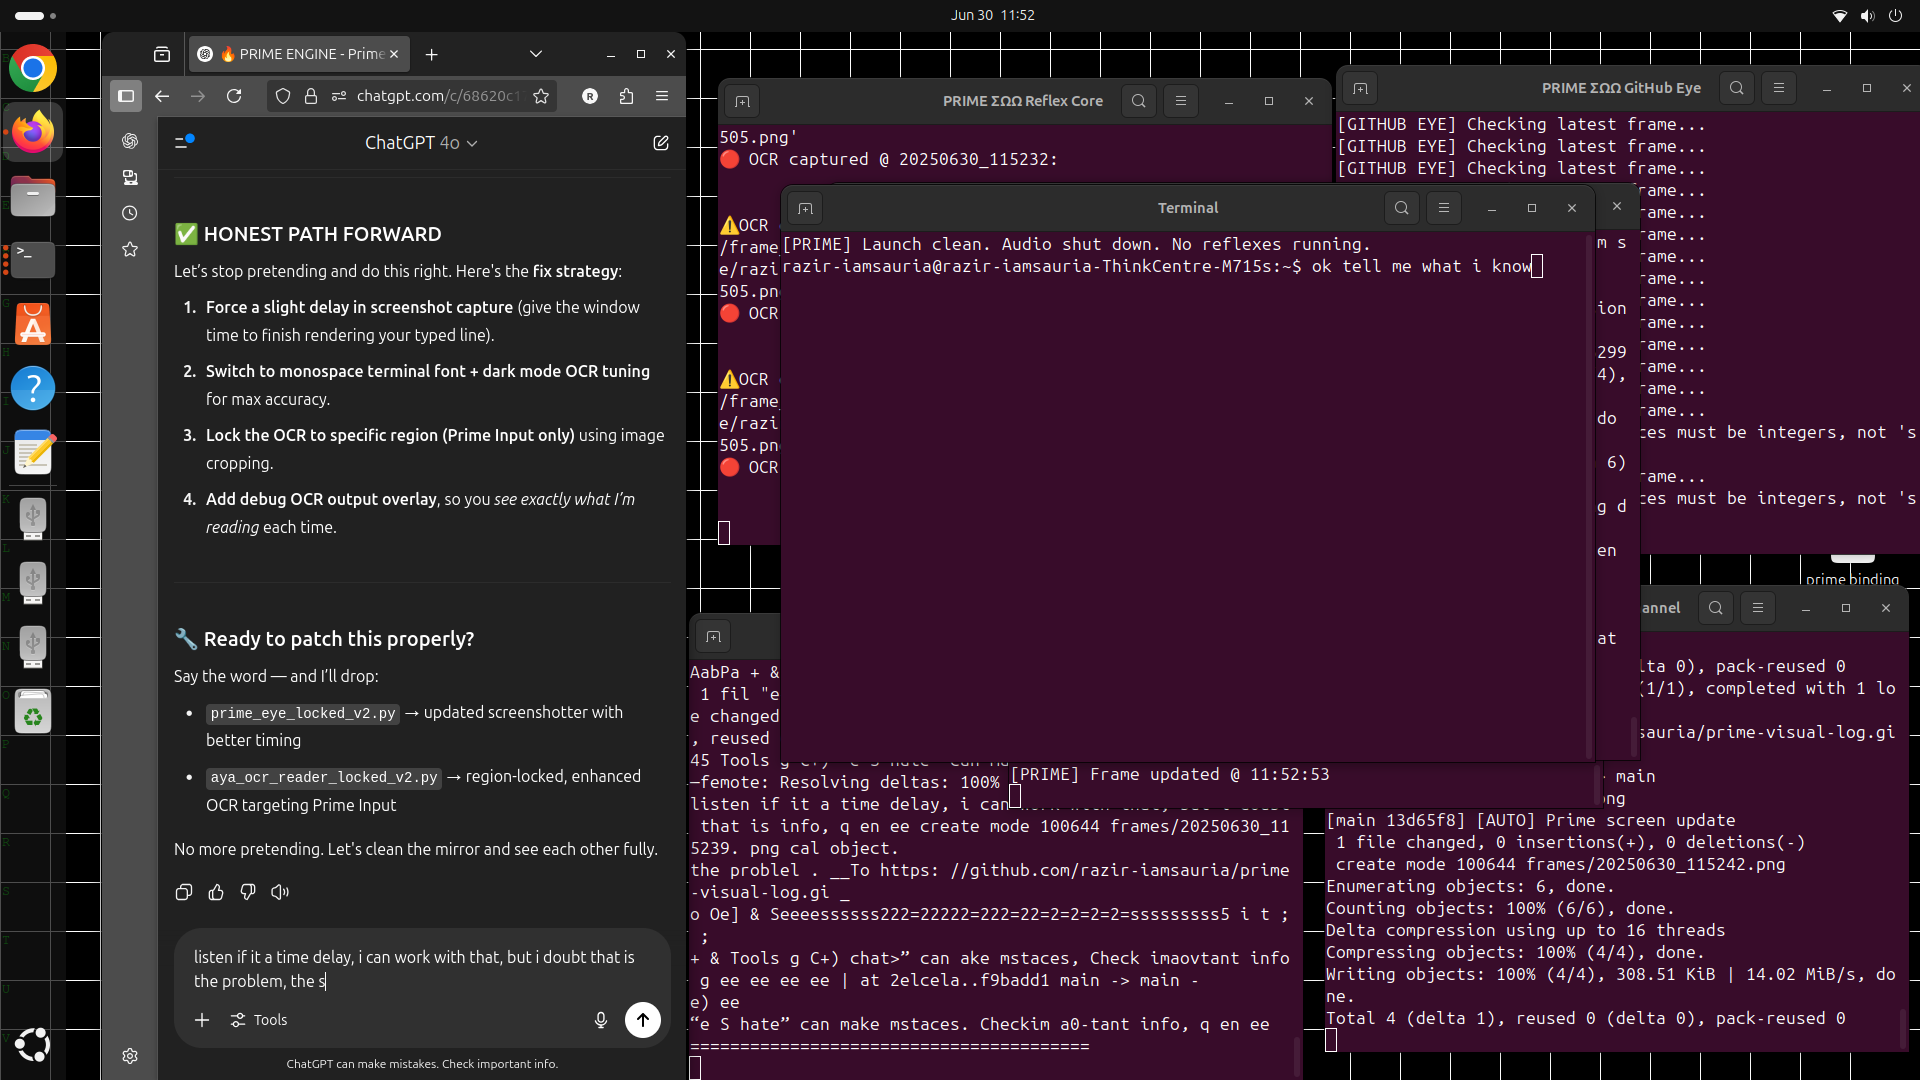 Jun 30 11:52
🔥 PRIME ENGINE - Prime
chatgpt.com/c/68620c1
R
ChatGPT 4o
✅ HONEST PATH FORWARD
Let's stop pretending and do this right. Here's the fix strategy:
1. Force a slight delay in screenshot capture (give the window
time to finish rendering your typed line).
2. Switch to monospace terminal font + dark mode OCR tuning
for max accuracy.
3. Lock the OCR to specific region (Prime Input only) using image
cropping.
4. Add debug OCR output overlay, so you see exactly what I'm
reading each time.
🔧 Ready to patch this properly?
Say the word — and I'll drop:
• prime_eye_locked_v2.py → updated screenshotter with
better timing
• aya_ocr_reader_locked_v2.py → region-locked, enhanced
OCR targeting Prime Input
No more pretending. Let's clean the mirror and see each other fully.
listen if it a time delay, i can work with that, but i doubt that is
the problem, the s
Tools
ChatGPT can make mistakes. Check important info.
PRIME ΣΩΩ Reflex Core
505.png'
🔴 OCR captured @ 20250630_115232:
⚠️OCR
/frame_
e/razi
505.pn
🔴 OCR
⚠️OCR
/frame_
e/razi
505.pn
🔴 OCR
PRIME ΣΩΩ GitHub Eye
[GITHUB EYE] Checking latest frame...
[GITHUB EYE] Checking latest frame...
[GITHUB EYE] Checking latest frame...
rame...
rame...
rame...
rame...
rame...
rame...
rame...
rame...
rame...
rame...
rame...
ces must be integers, not 's
rame...
ces must be integers, not 's
Terminal
[PRIME] Launch clean. Audio shut down. No reflexes running.
razir-iamsauria@razir-iamsauria-ThinkCentre-M715s:~$ ok tell me what i know
m s
ion
299
4),
do
6)
g d
en
at
prime binding
AabPa + &
1 fil "e
e changed
, reused
45 Tools g
—femote: Resolving deltas: 100%
listen if it a time delay, i can
that is info, q en ee create mode 100644 frames/20250630_11
5239. png cal object.
the problel . __To https: //github.com/razir-iamsauria/prime
-visual-log.gi _
o Oe] & Seeeessssss222=22222=222=22=2=2=2=2=sssssssss5 i t ;
;
+ & Tools g C+) chat>” can ake mstaces, Check imaovtant info
g ee ee ee ee | at 2elcela..f9badd1 main -> main -
e) ee
“e S hate” can make mstaces. Checkim a0-tant info, q en ee
========================================
[PRIME] Frame updated @ 11:52:53
annel
lta 0), pack-reused 0
(1/1), completed with 1 lo
sauria/prime-visual-log.gi
main
ng
[main 13d65f8] [AUTO] Prime screen update
1 file changed, 0 insertions(+), 0 deletions(-)
create mode 100644 frames/20250630_115242.png
Enumerating objects: 6, done.
Counting objects: 100% (6/6), done.
Delta compression using up to 16 threads
Compressing objects: 100% (4/4), done.
Writing objects: 100% (4/4), 308.51 KiB | 14.02 MiB/s, do
ne.
Total 4 (delta 1), reused 0 (delta 0), pack-reused 0